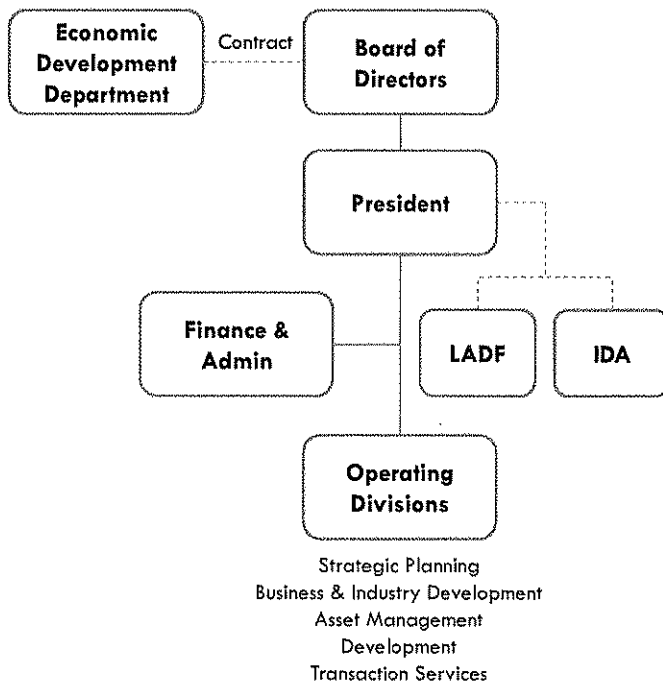 Economic
Development
Department
Contract
Board of
Directors
President
Finance &
Admin
LADF
IDA
Operating
Divisions
Strategic Planning
Business & Industry Development
Asset Management
Development
Transaction Services